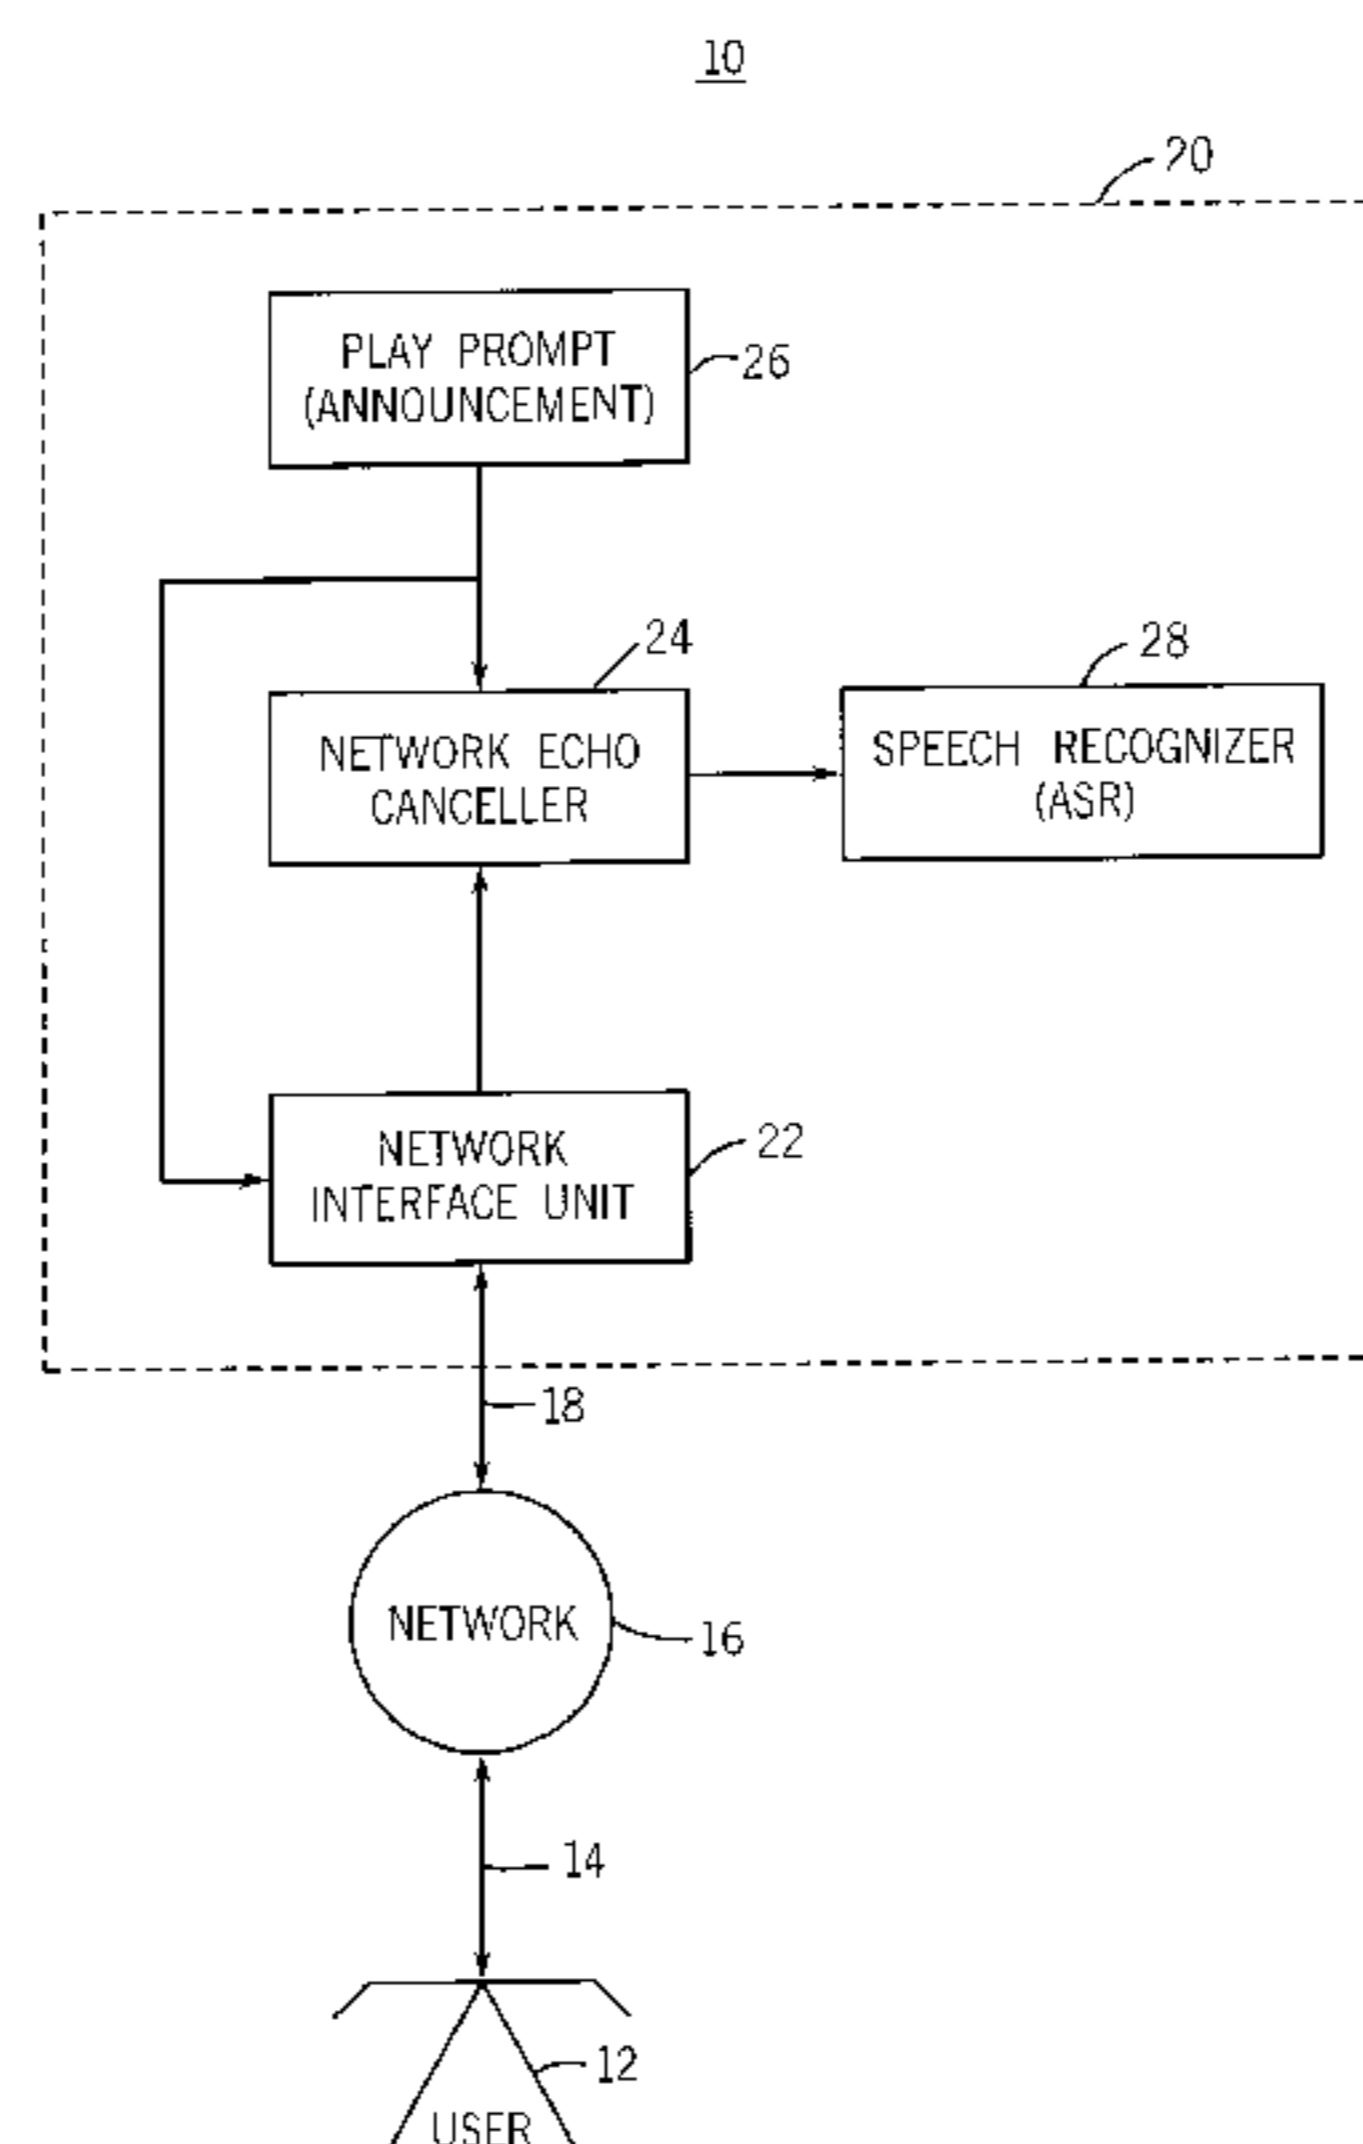 10
20
PLAY PROMPT
(ANNOUNCEMENT)
26
24
28
NETWORK ECHO
CANCELLER
SPEECH RECOGNIZER
(ASR)
NETWORK
INTERFACE UNIT
22
18
NETWORK
16
14
12
USER